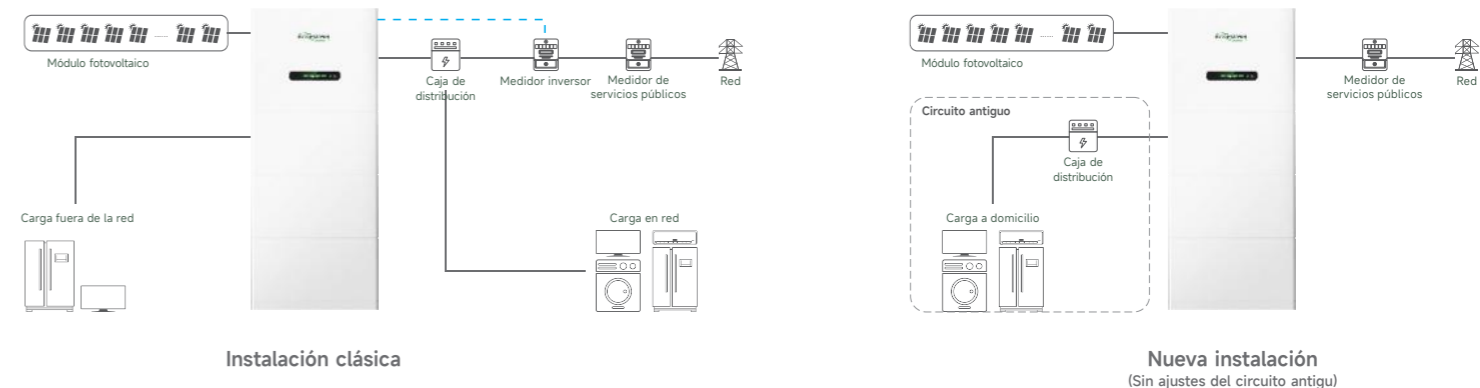 Módulo fotovoltaico
Caja de
distribución
Medidor inversor
Medidor de
servicios públicos
Red
Carga fuera de la red
Carga en red
Instalación clásica
Módulo fotovoltaico
Circuito antiguo
Caja de
distribución
Carga a domicilio
Medidor de
servicios públicos
Red
Nueva instalación
(Sin ajustes del circuito antigu)